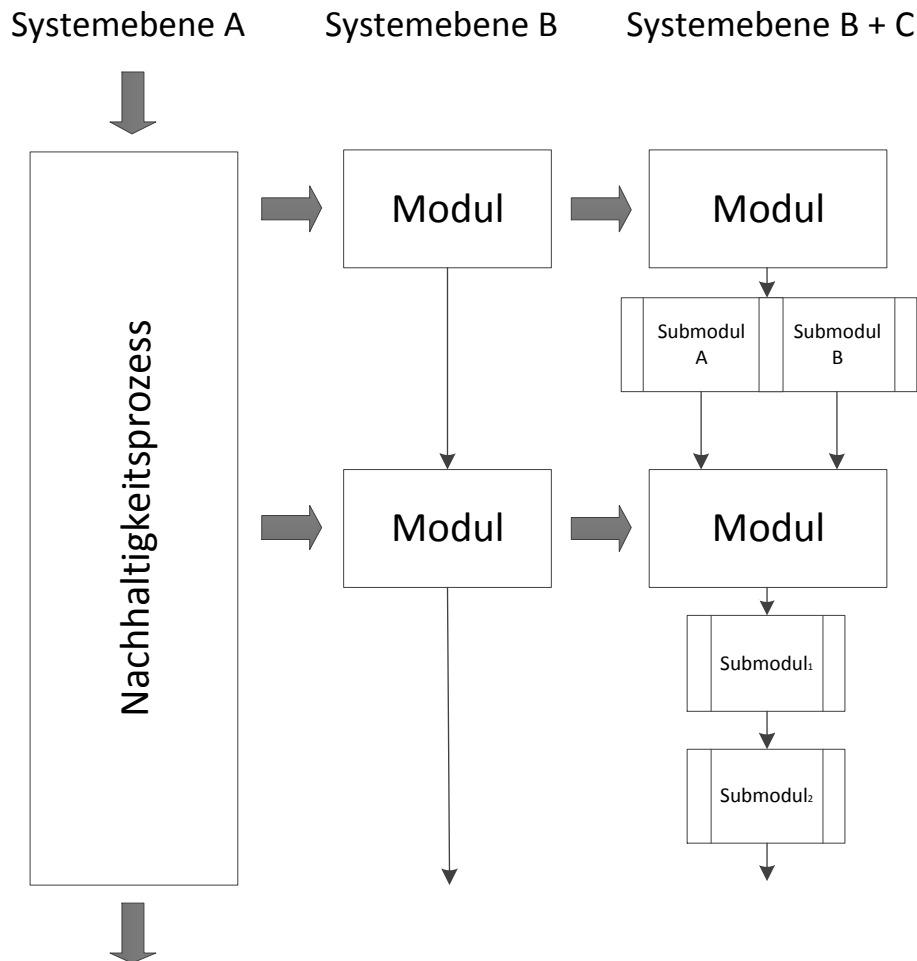 Systemebene A
Systemebene B
Systemebene B + C
Nachhaltigkeitsprozess
Modul
Modul
Submodul
A
Submodul
B
Modul
Modul
Submodul₁
Submodul₂